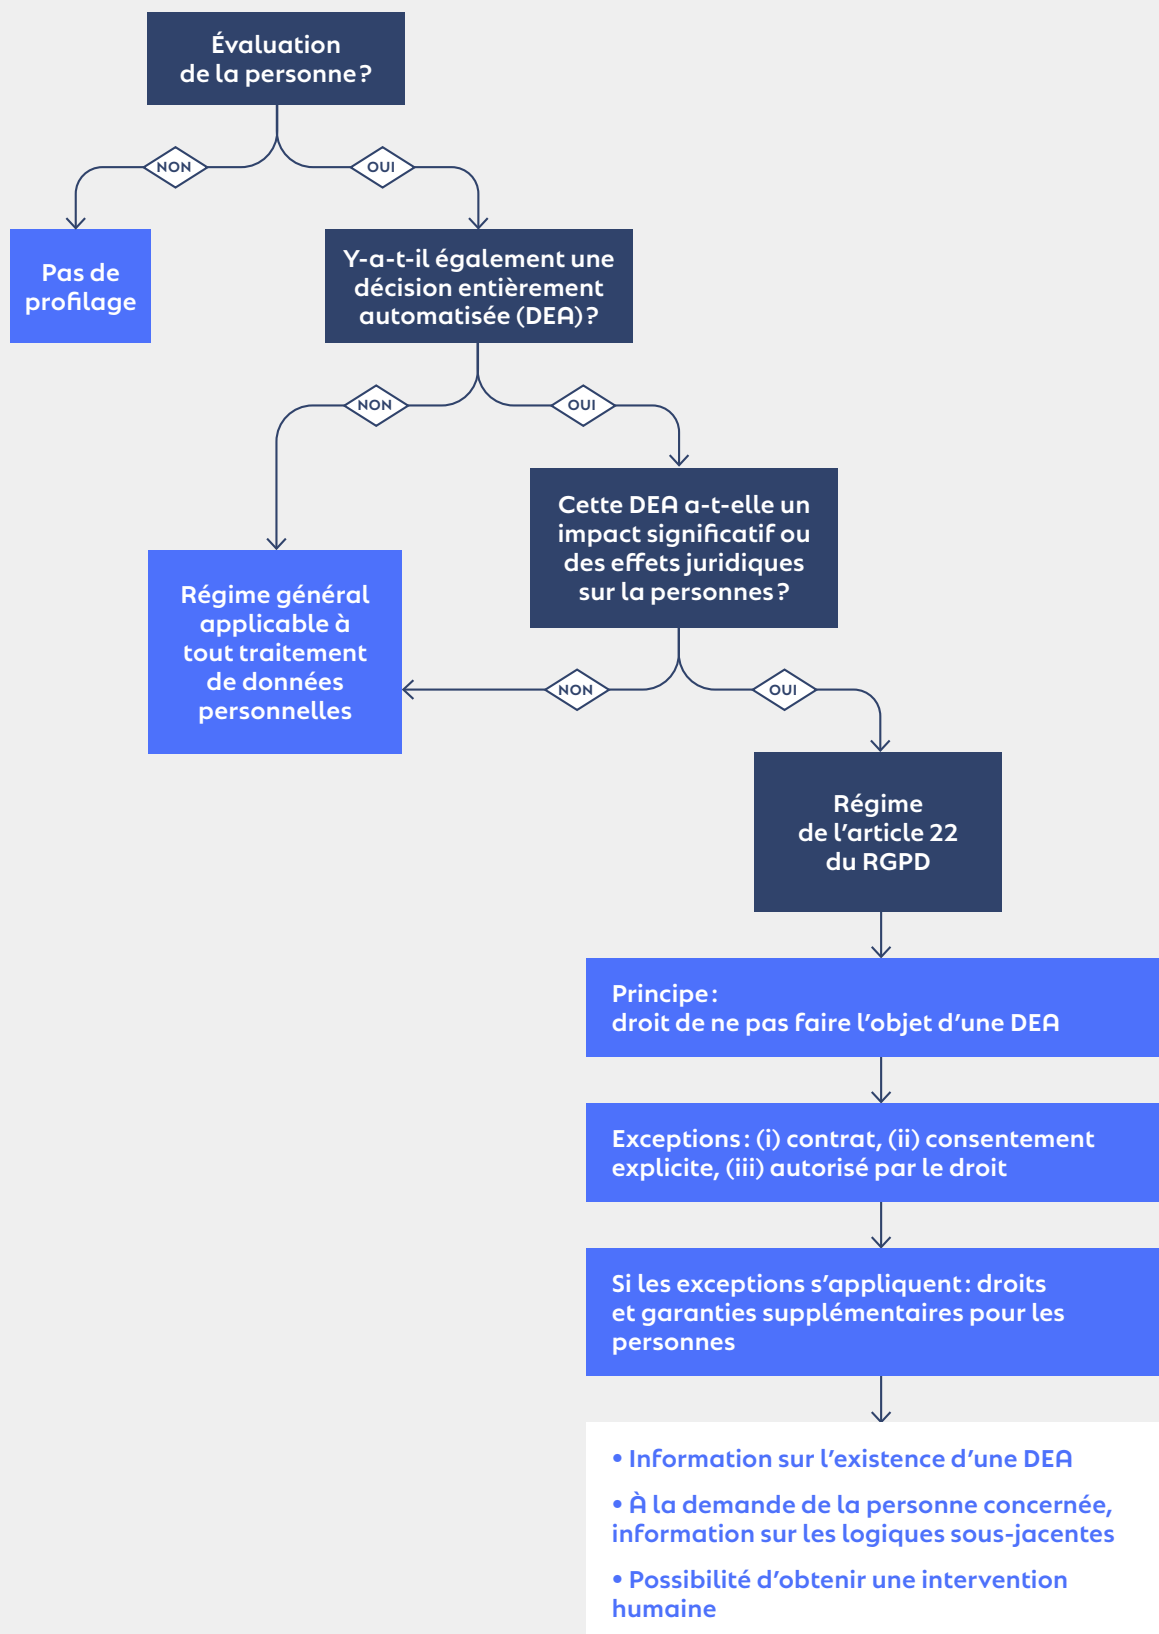 Évaluation
de la personne ?
NON
OUI
Pas de
profilage
Y-a-t-il également une
décision entièrement
automatisée (DEA) ?
NON
OUI
Cette DEA a-t-elle un
impact significatif ou
des effets juridiques
sur la personnes ?
Régime général
applicable à
tout traitement
de données
personnelles
NON
OUI
Régime
de l’article 22
du RGPD
Principe :
droit de ne pas faire l’objet d’une DEA
Exceptions : (i) contrat, (ii) consentement
explicite, (iii) autorisé par le droit
Si les exceptions s’appliquent : droits
et garanties supplémentaires pour les
personnes
• Information sur l’existence d’une DEA
• À la demande de la personne concernée,
information sur les logiques sous-jacentes
• Possibilité d’obtenir une intervention
humaine